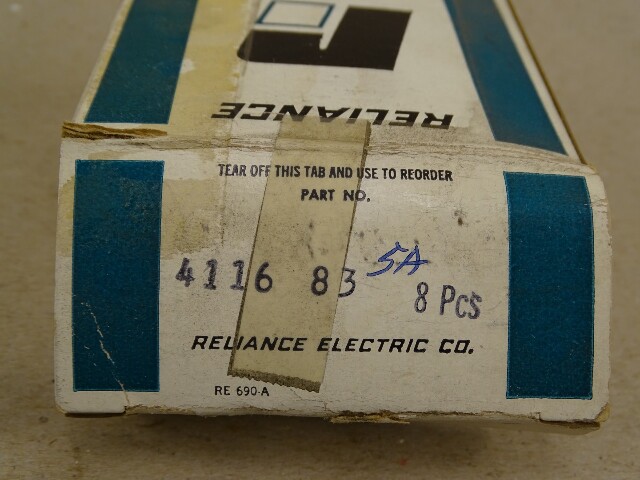 RELIANCE
TEAR OFF THIS TAB AND USE TO REORDER
PART NO.
4116 83 5A
8 Pcs
RELIANCE ELECTRIC CO.
RE 690-A